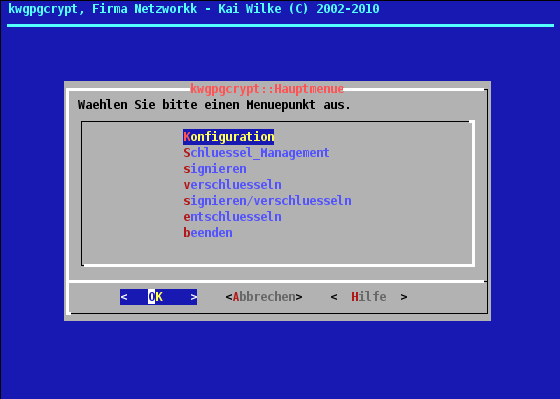 kwgpgcrypt, Firma Netzworkk - Kai Wilke (C) 2002-2010
kwgpgcrypt::Hauptmenue
Waehlen Sie bitte einen Menuepunkt aus.
Konfiguration
Schluessel_Management
signieren
verschluesseln
signieren/verschluesseln
entschluesseln
beenden
< OK > <Abbrechen> < Hilfe >